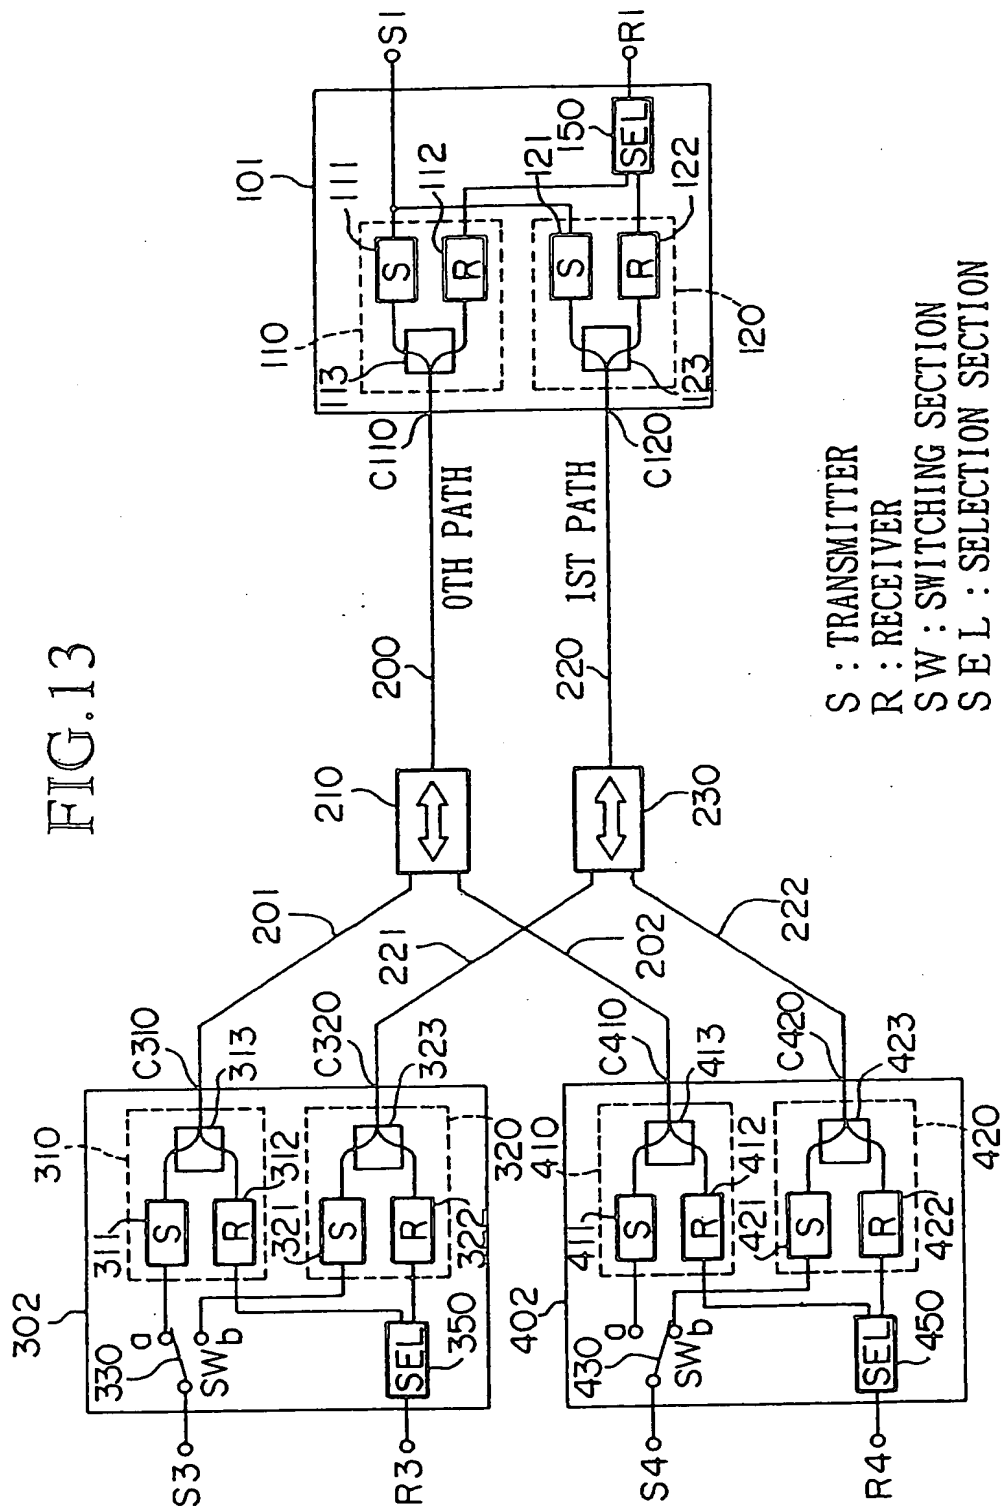 FIG.13
302
S3
R3
330
a
SW
b
SEL
350
310
311
S
R
312
313
C310
320
321
S
R
322
323
C320
402
S4
R4
430
a
SW
b
SEL
450
410
411
S
R
412
413
C410
420
421
S
R
422
423
C420
201
221
202
222
210
230
200
0TH PATH
220
1ST PATH
C110
C120
101
110
111
S
R
112
113
120
121
S
R
122
123
150
SEL
S1
R1
S : TRANSMITTER
R : RECEIVER
SW : SWITCHING SECTION
SEL : SELECTION SECTION